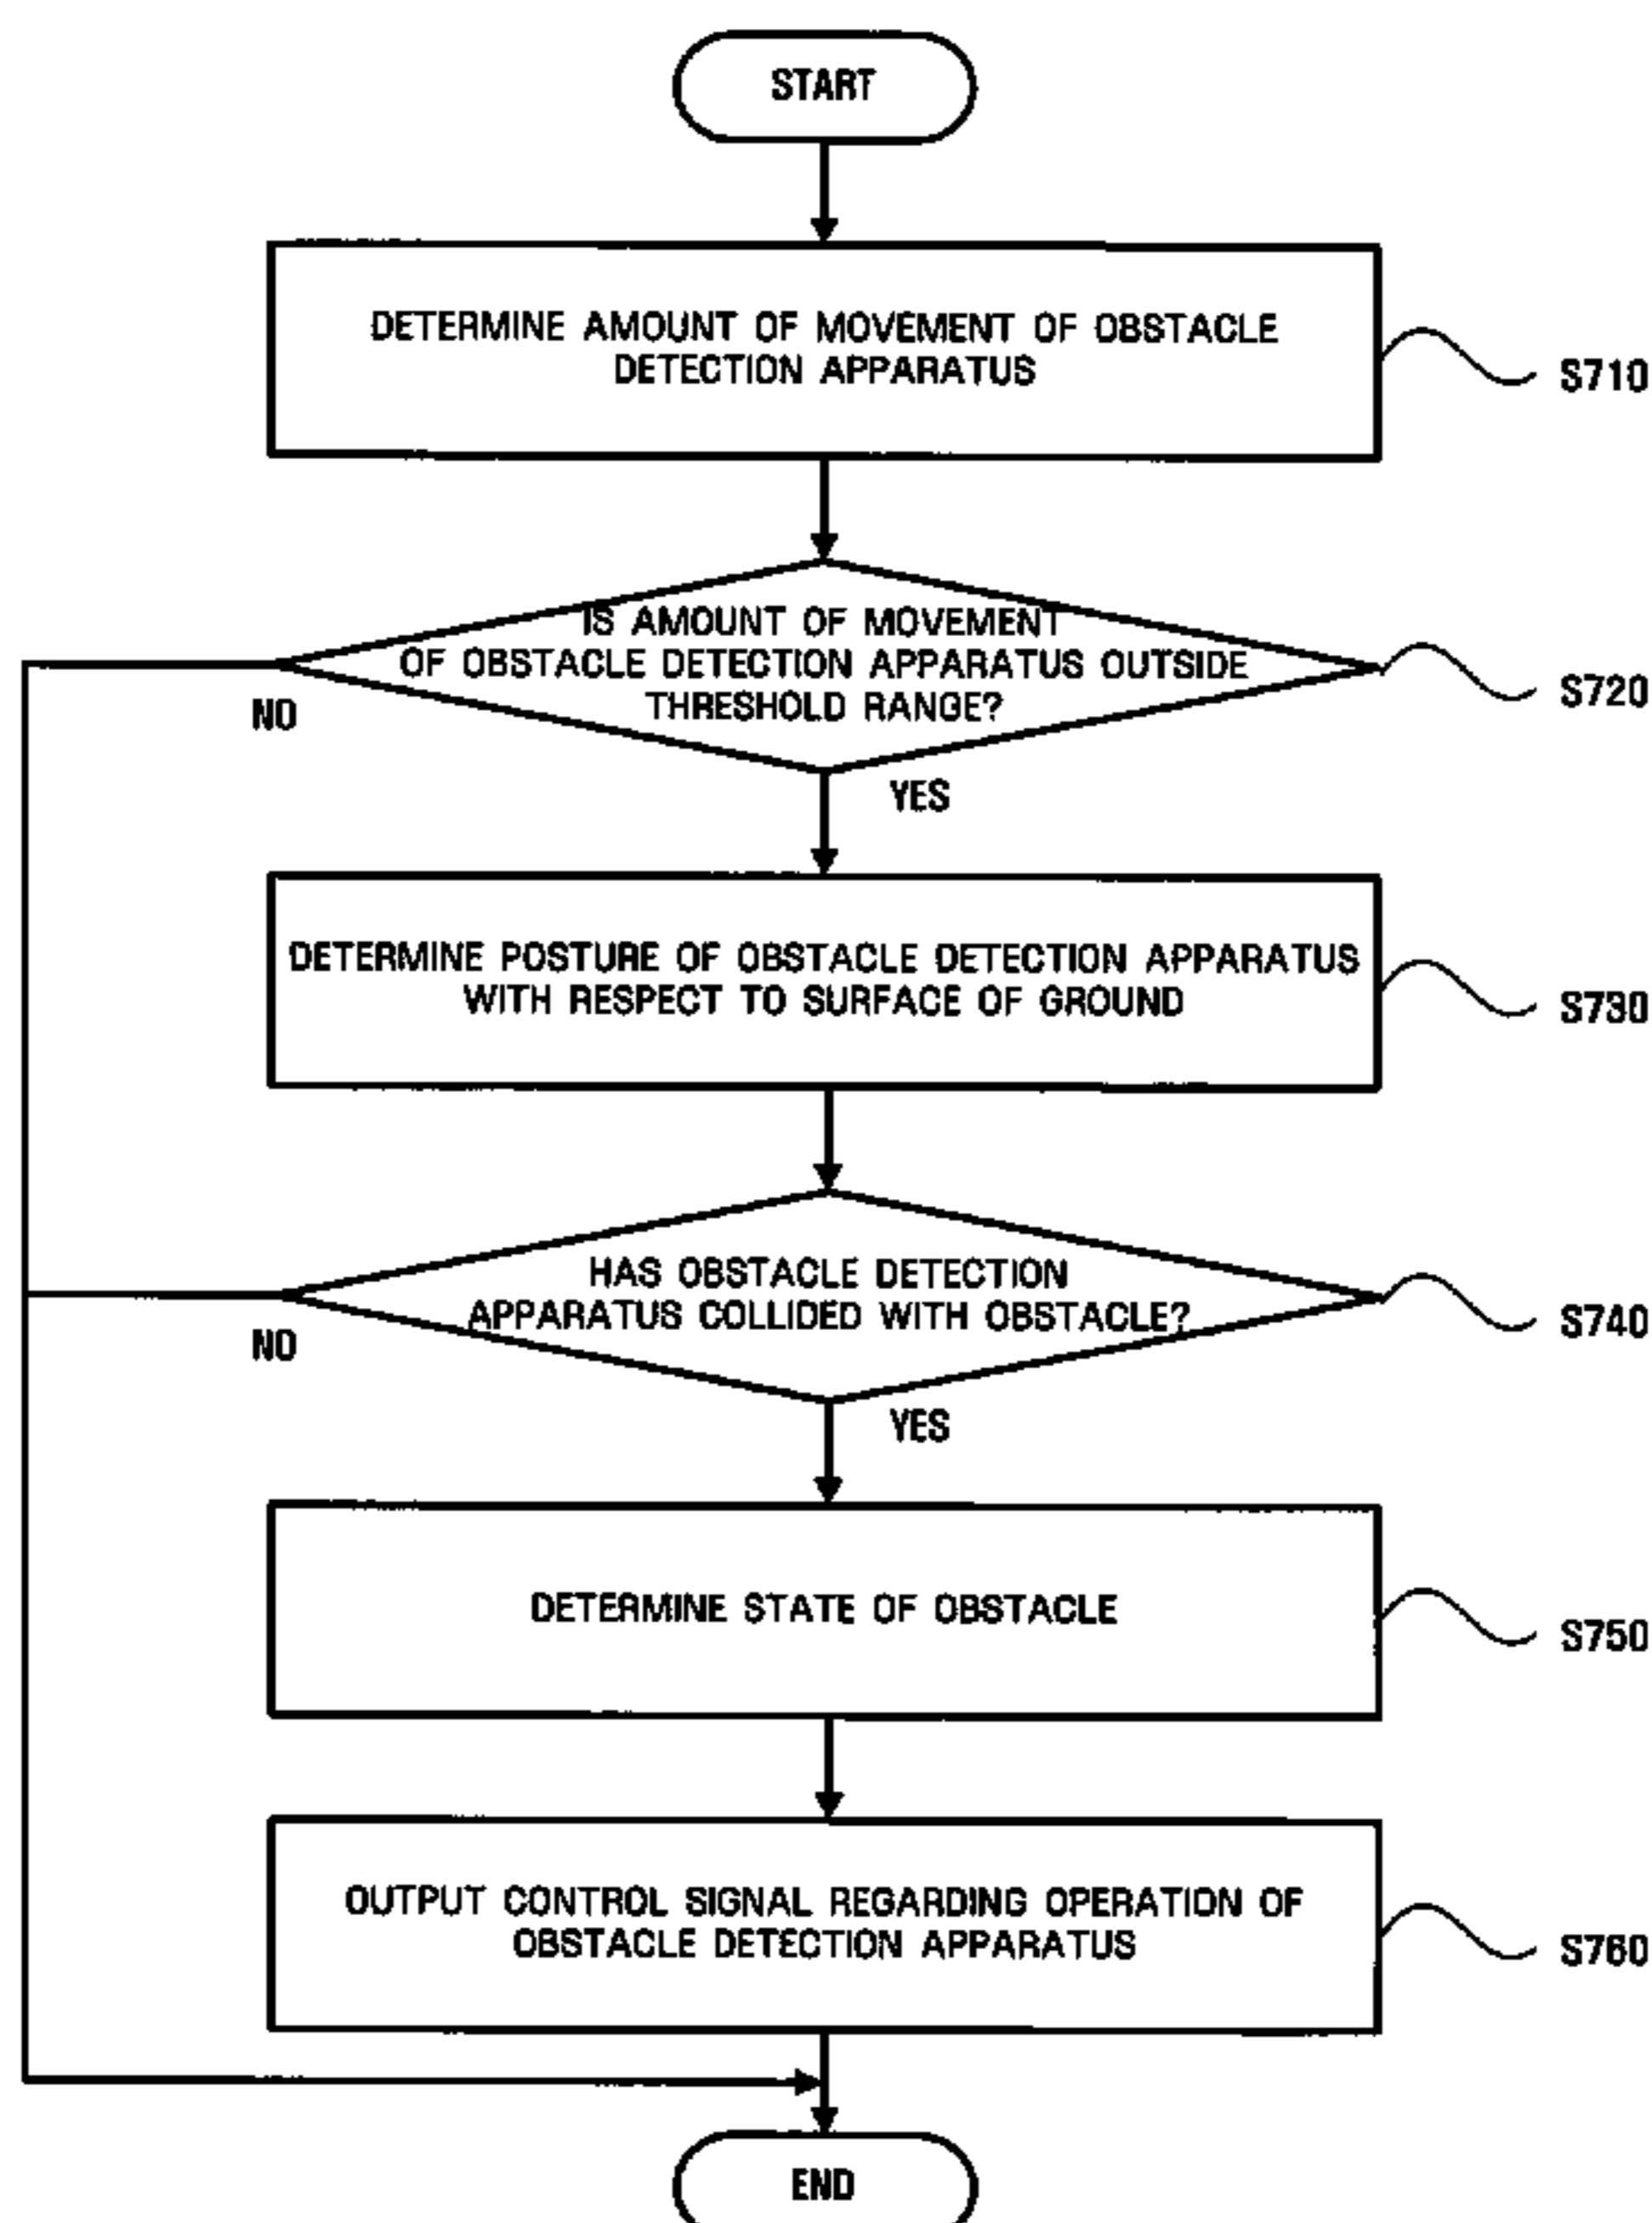 START
DETERMINE AMOUNT OF MOVEMENT OF OBSTACLE
DETECTION APPARATUS
S710
IS AMOUNT OF MOVEMENT
OF OBSTACLE DETECTION APPARATUS OUTSIDE
THRESHOLD RANGE?
S720
NO
YES
DETERMINE POSTURE OF OBSTACLE DETECTION APPARATUS
WITH RESPECT TO SURFACE OF GROUND
S730
HAS OBSTACLE DETECTION
APPARATUS COLLIDED WITH OBSTACLE?
S740
NO
YES
DETERMINE STATE OF OBSTACLE
S750
OUTPUT CONTROL SIGNAL REGARDING OPERATION OF
OBSTACLE DETECTION APPARATUS
S760
END